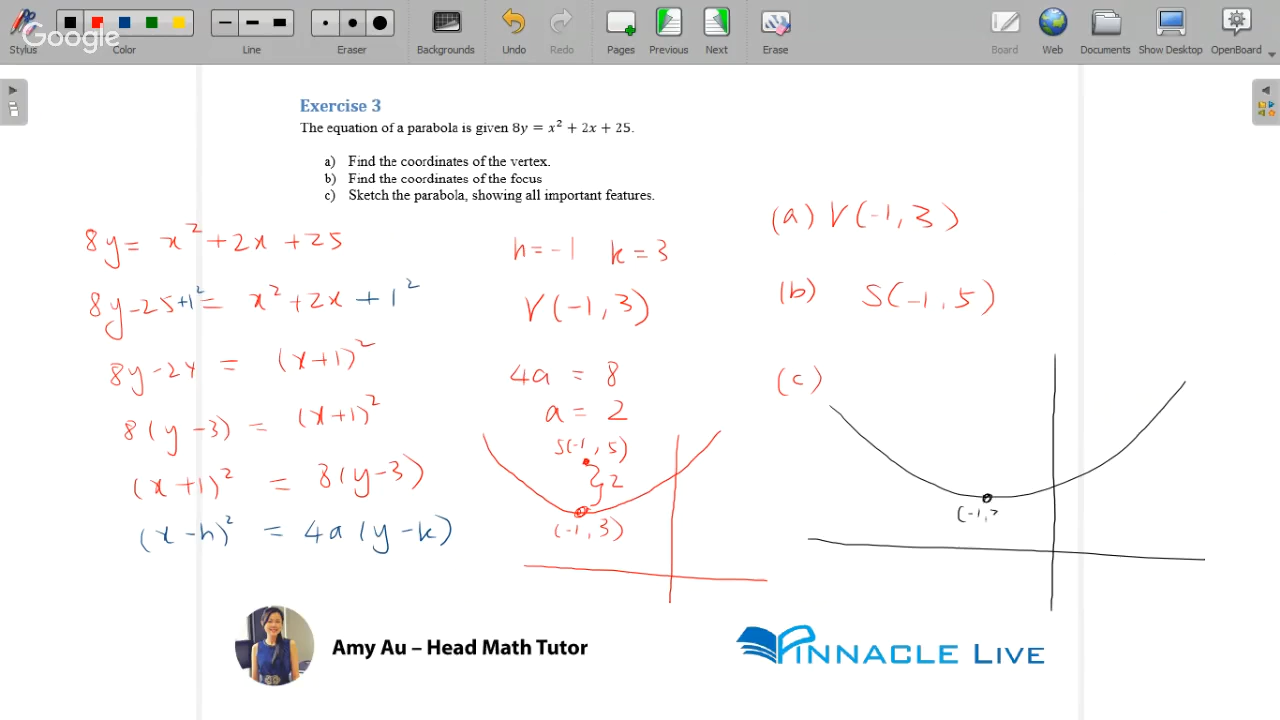 Google
Stylus Color Line Eraser Backgrounds Undo Redo Pages Previous Next Erase Board Web Documents Show Desktop OpenBoard
Exercise 3
The equation of a parabola is given 8y = x² + 2x + 25.
a) Find the coordinates of the vertex.
b) Find the coordinates of the focus
c) Sketch the parabola, showing all important features.
8y = x² + 2x + 25
8y - 25 + 1² = x² + 2x + 1²
8y - 24 = (x+1)²
8(y - 3) = (x+1)²
(x+1)² = 8(y-3)
(x-h)² = 4a(y-k)
h = -1 k = 3
V(-1, 3)
4a = 8
a = 2
S(-1, 5)
2
(-1, 3)
(a) V(-1, 3)
(b) S(-1, 5)
(c)
(-1,
Amy Au – Head Math Tutor
PINNACLE LIVE